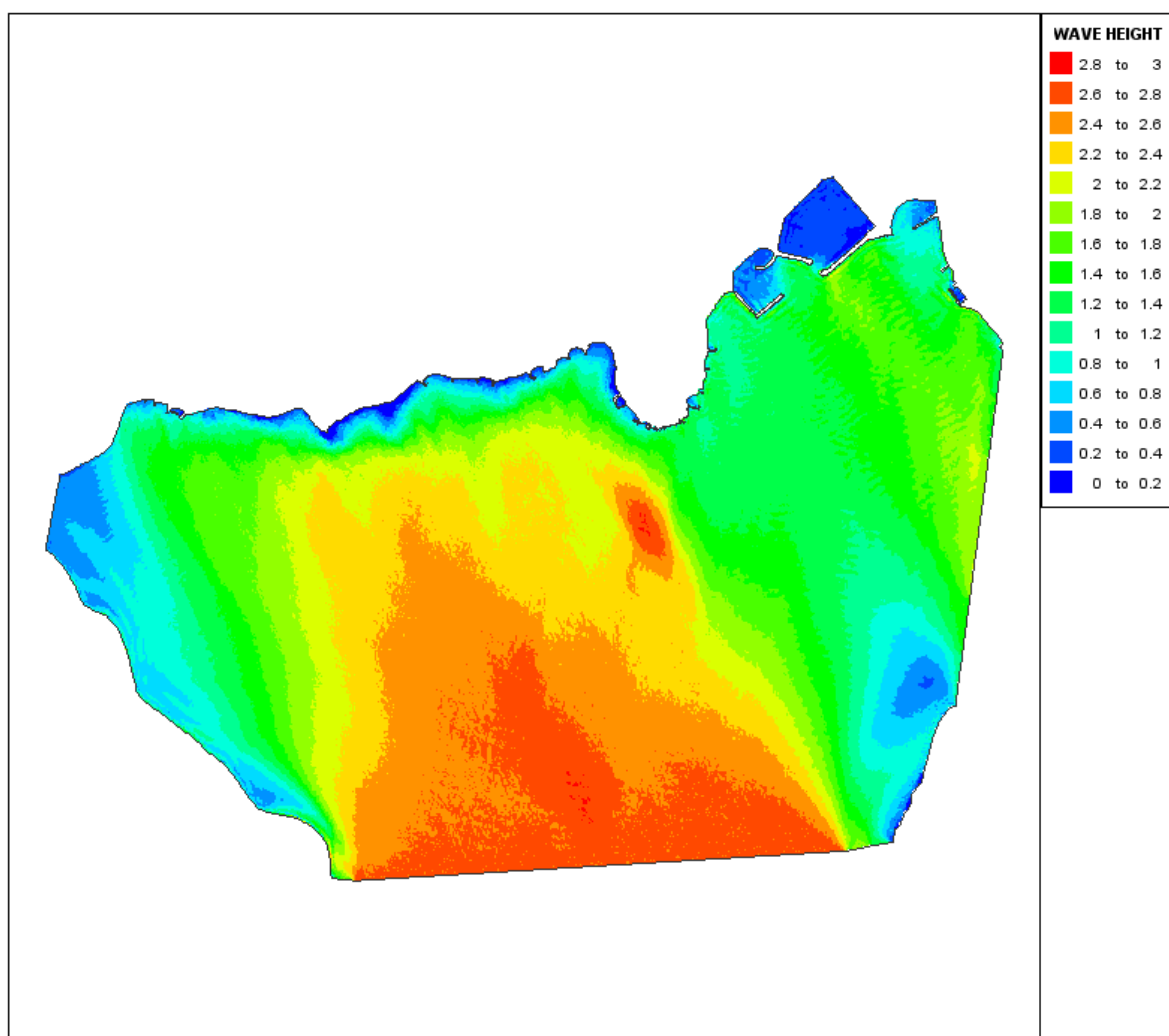 WAVE HEIGHT
2.8 to 3
2.6 to 2.8
2.4 to 2.6
2.2 to 2.4
2 to 2.2
1.8 to 2
1.6 to 1.8
1.4 to 1.6
1.2 to 1.4
1 to 1.2
0.8 to 1
0.6 to 0.8
0.4 to 0.6
0.2 to 0.4
0 to 0.2